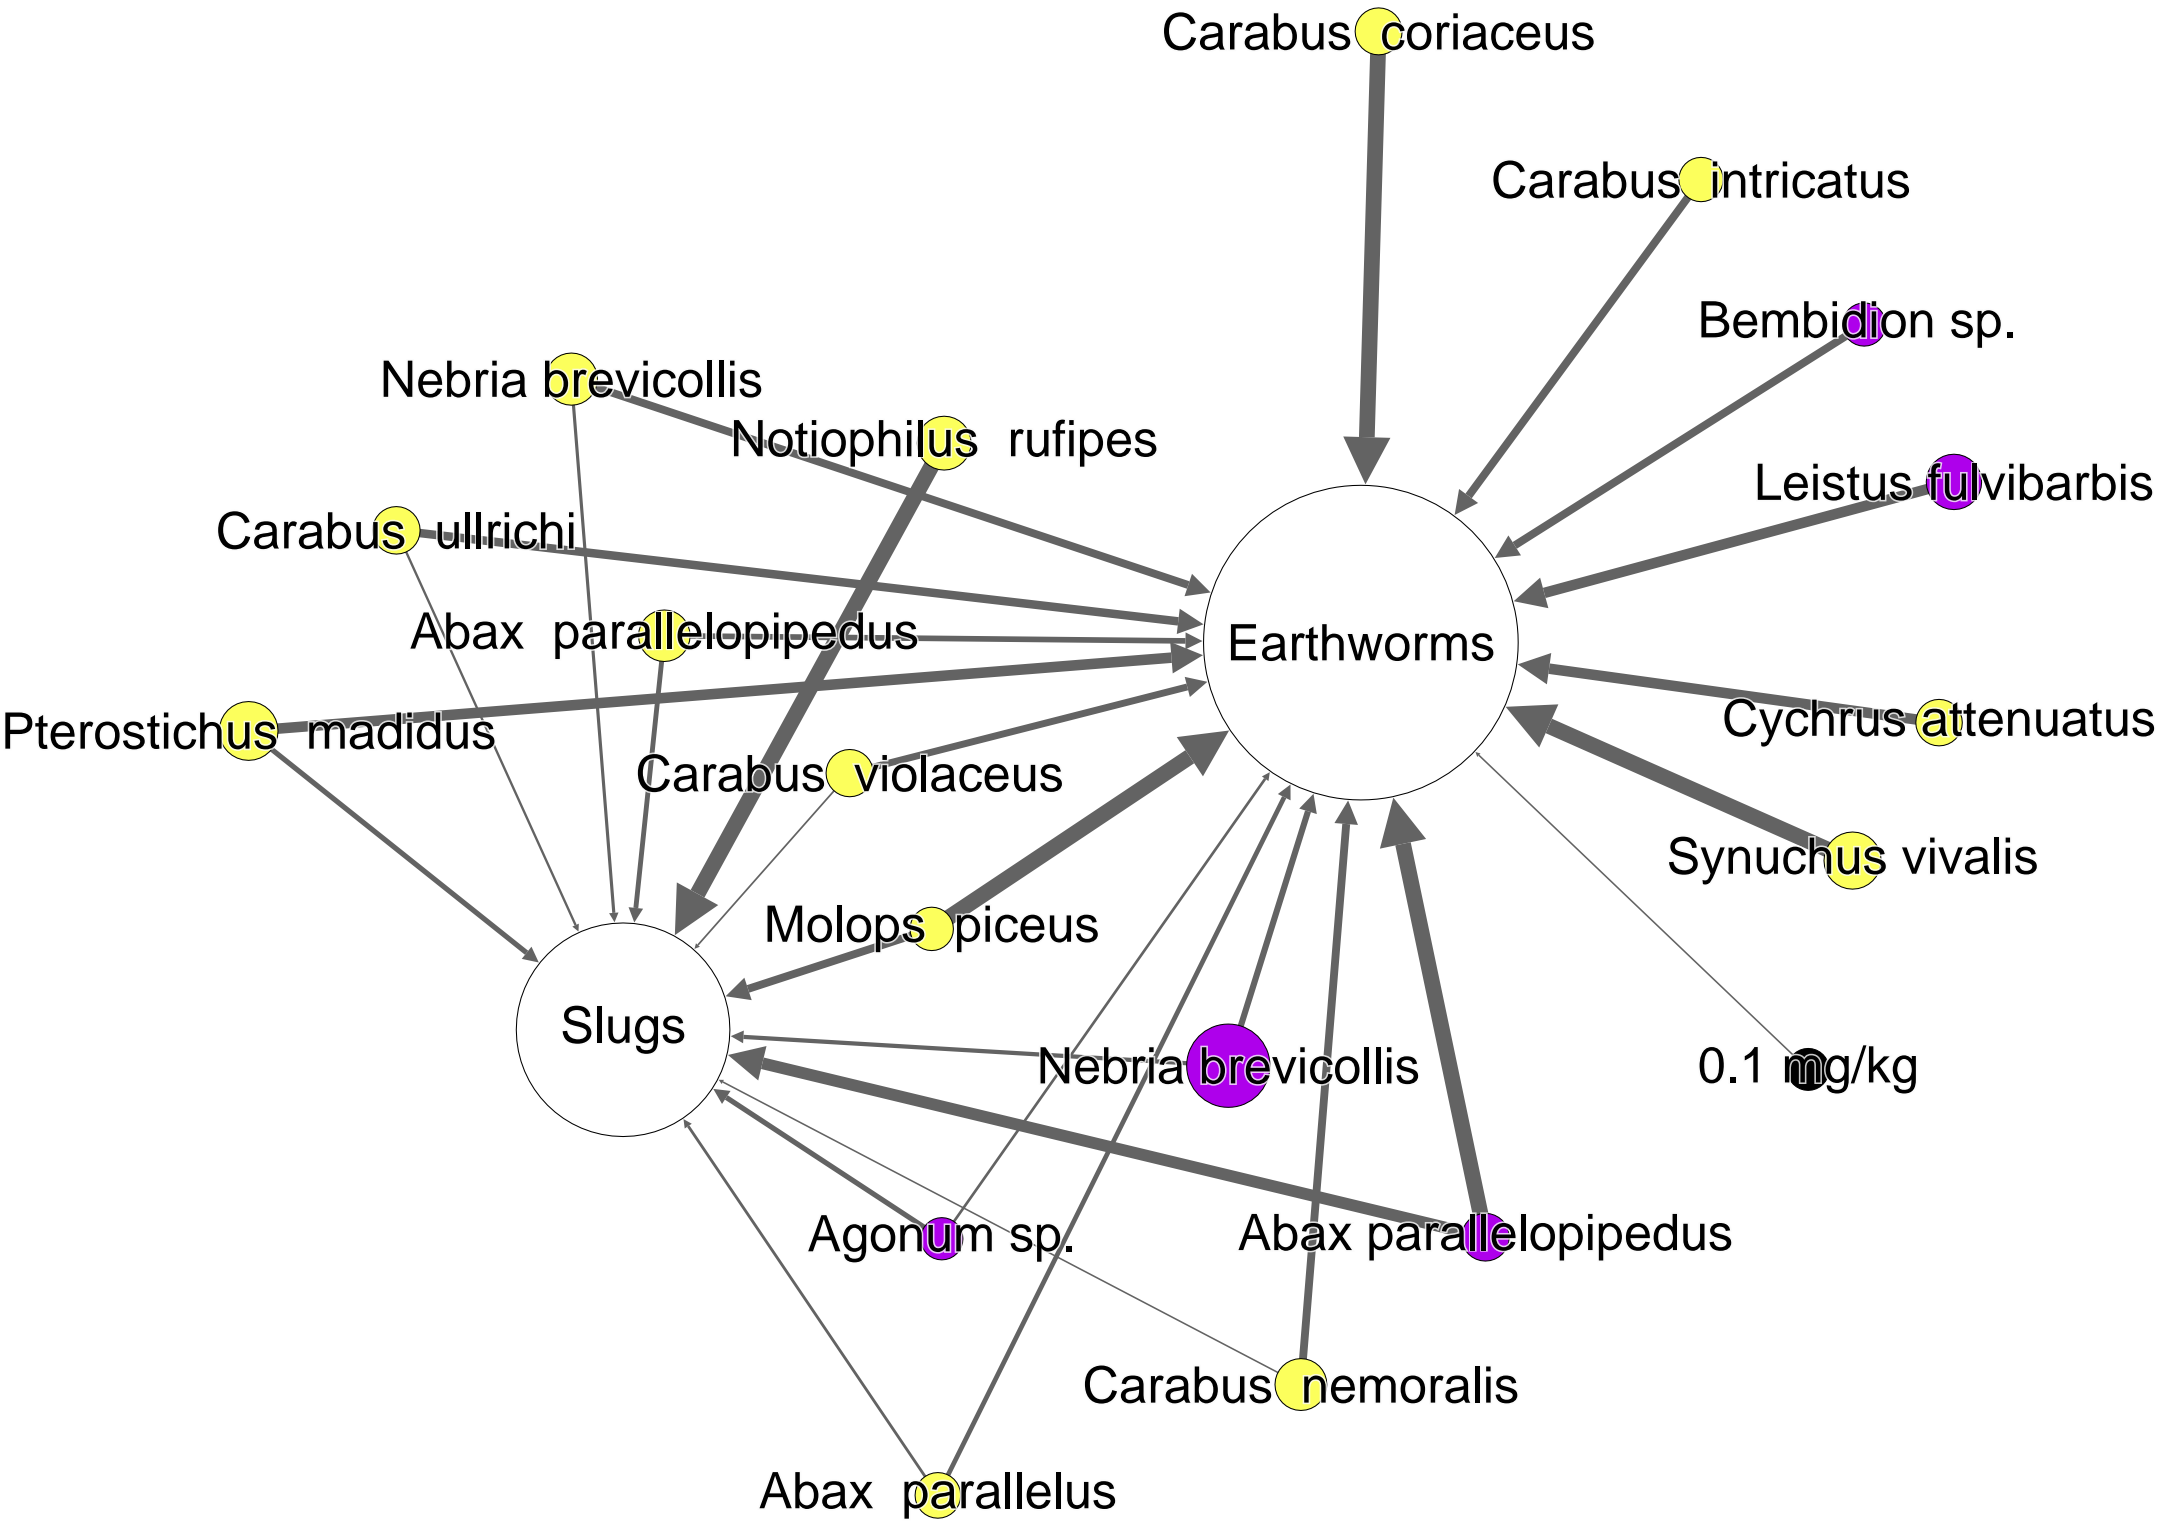 Carabus coriaceus
Carabus intricatus
Bembidion sp.
Nebria brevicollis
Notiophilus rufipes
Leistus fulvibarbis
Carabus ullrichi
Abax parallelopipedus
Earthworms
Pterostichus madidus
Cychrus attenuatus
Carabus violaceus
Synuchus vivalis
Molops piceus
Slugs
Nebria brevicollis
0.1 mg/kg
Agonum sp.
Abax parallelopipedus
Carabus nemoralis
Abax parallelus